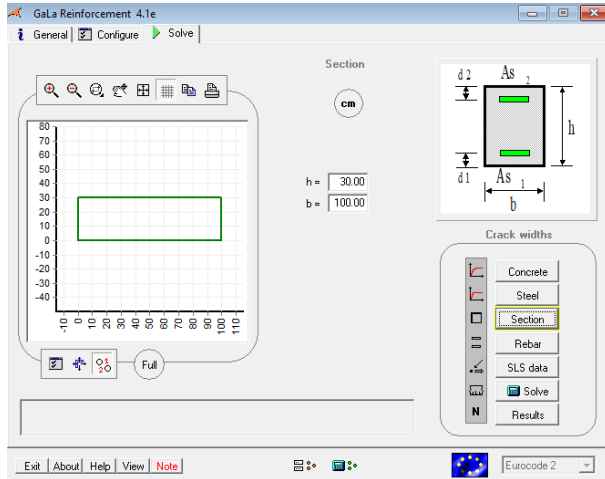 GaLa Reinforcement 4.1e
General Configure Solve
Section
cm
h = 30.00
b = 100.00
80
70
60
50
40
30
20
10
0
-10
-20
-30
-40
-10 0 10 20 30 40 50 60 70 80 90 100 110
Full
d2 As 2
h
d1 As 1
b
Crack widths
Concrete
Steel
Section
Rebar
SLS data
Solve
N Results
Exit About Help View Note Eurocode 2